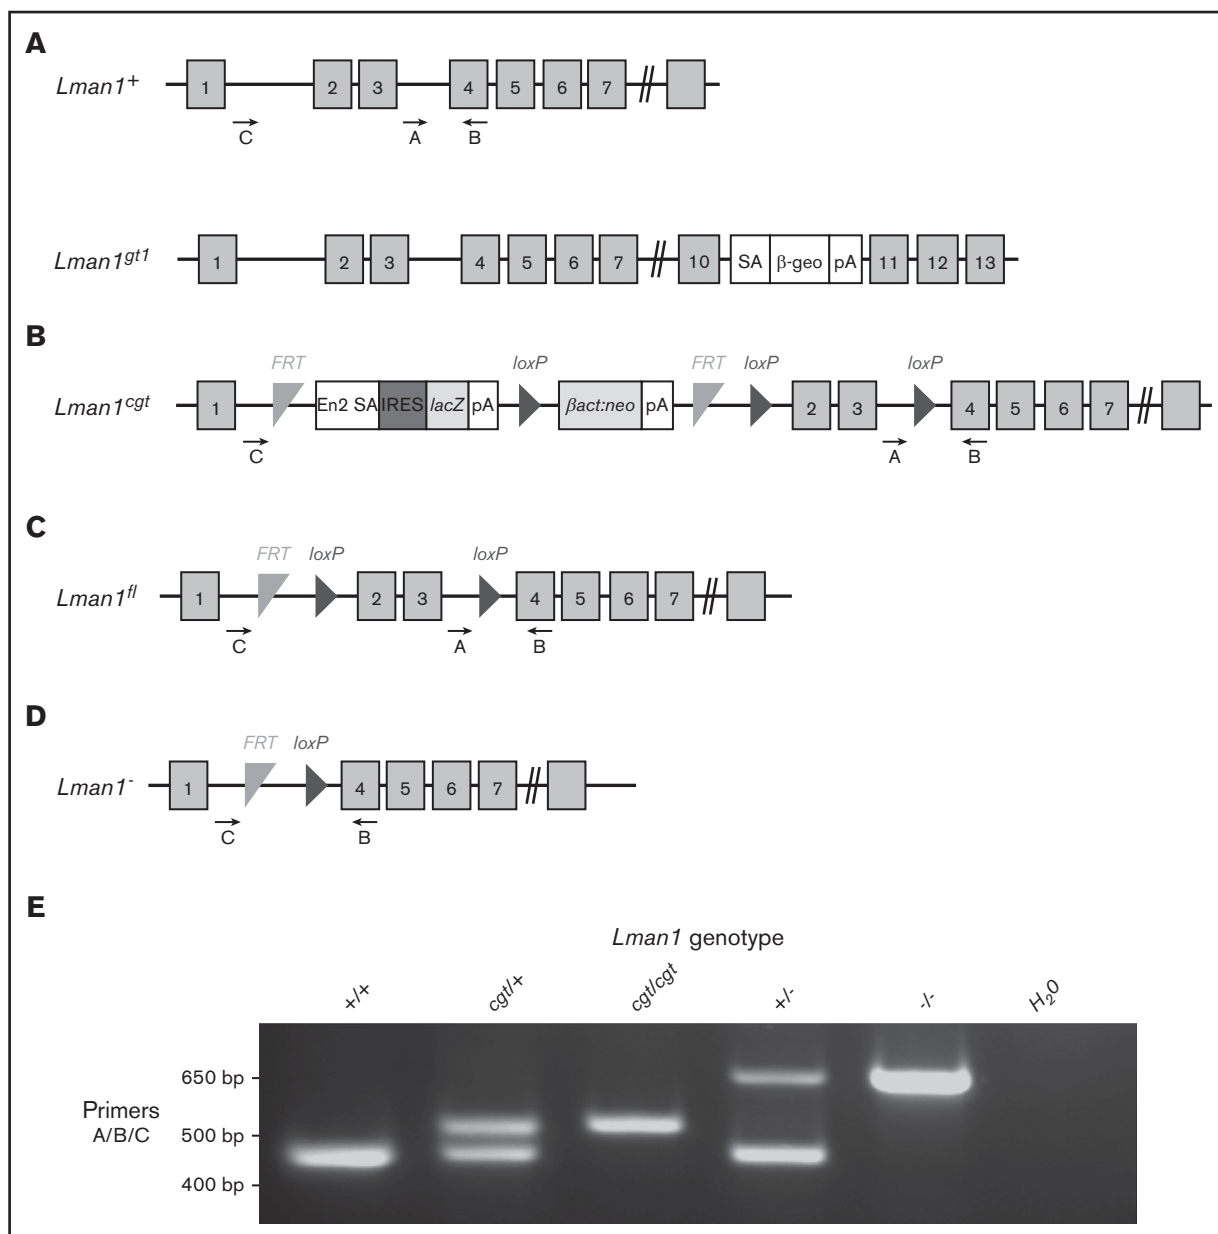 A
Lman1+
1 2 3 4 5 6 7
C A B
Lman1gt1
1 2 3 4 5 6 7 10 SA β-geo pA 11 12 13
B
FRT loxP FRT loxP loxP
Lman1cgt
1 En2 SA IRES lacZ pA βact:neo pA 2 3 4 5 6 7
C A B
C
FRT loxP loxP
Lman1fl
1 2 3 4 5 6 7
C A B
D
FRT loxP
Lman1-
1 4 5 6 7
C B
E
Lman1 genotype
+/+ cgt/+ cgt/cgt +/- -/- H20
650 bp
Primers
A/B/C
500 bp
400 bp